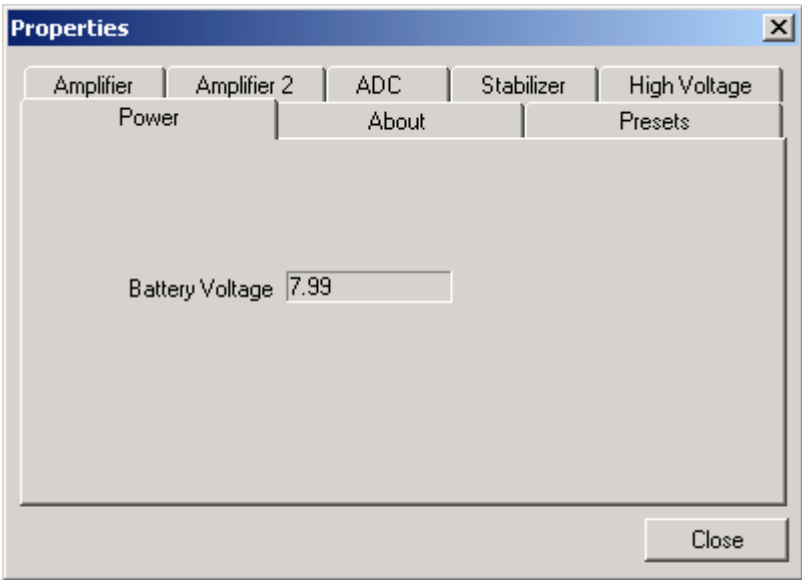 Properties
Amplifier Amplifier 2 ADC Stabilizer High Voltage
Power About Presets
Battery Voltage 7.99
Close